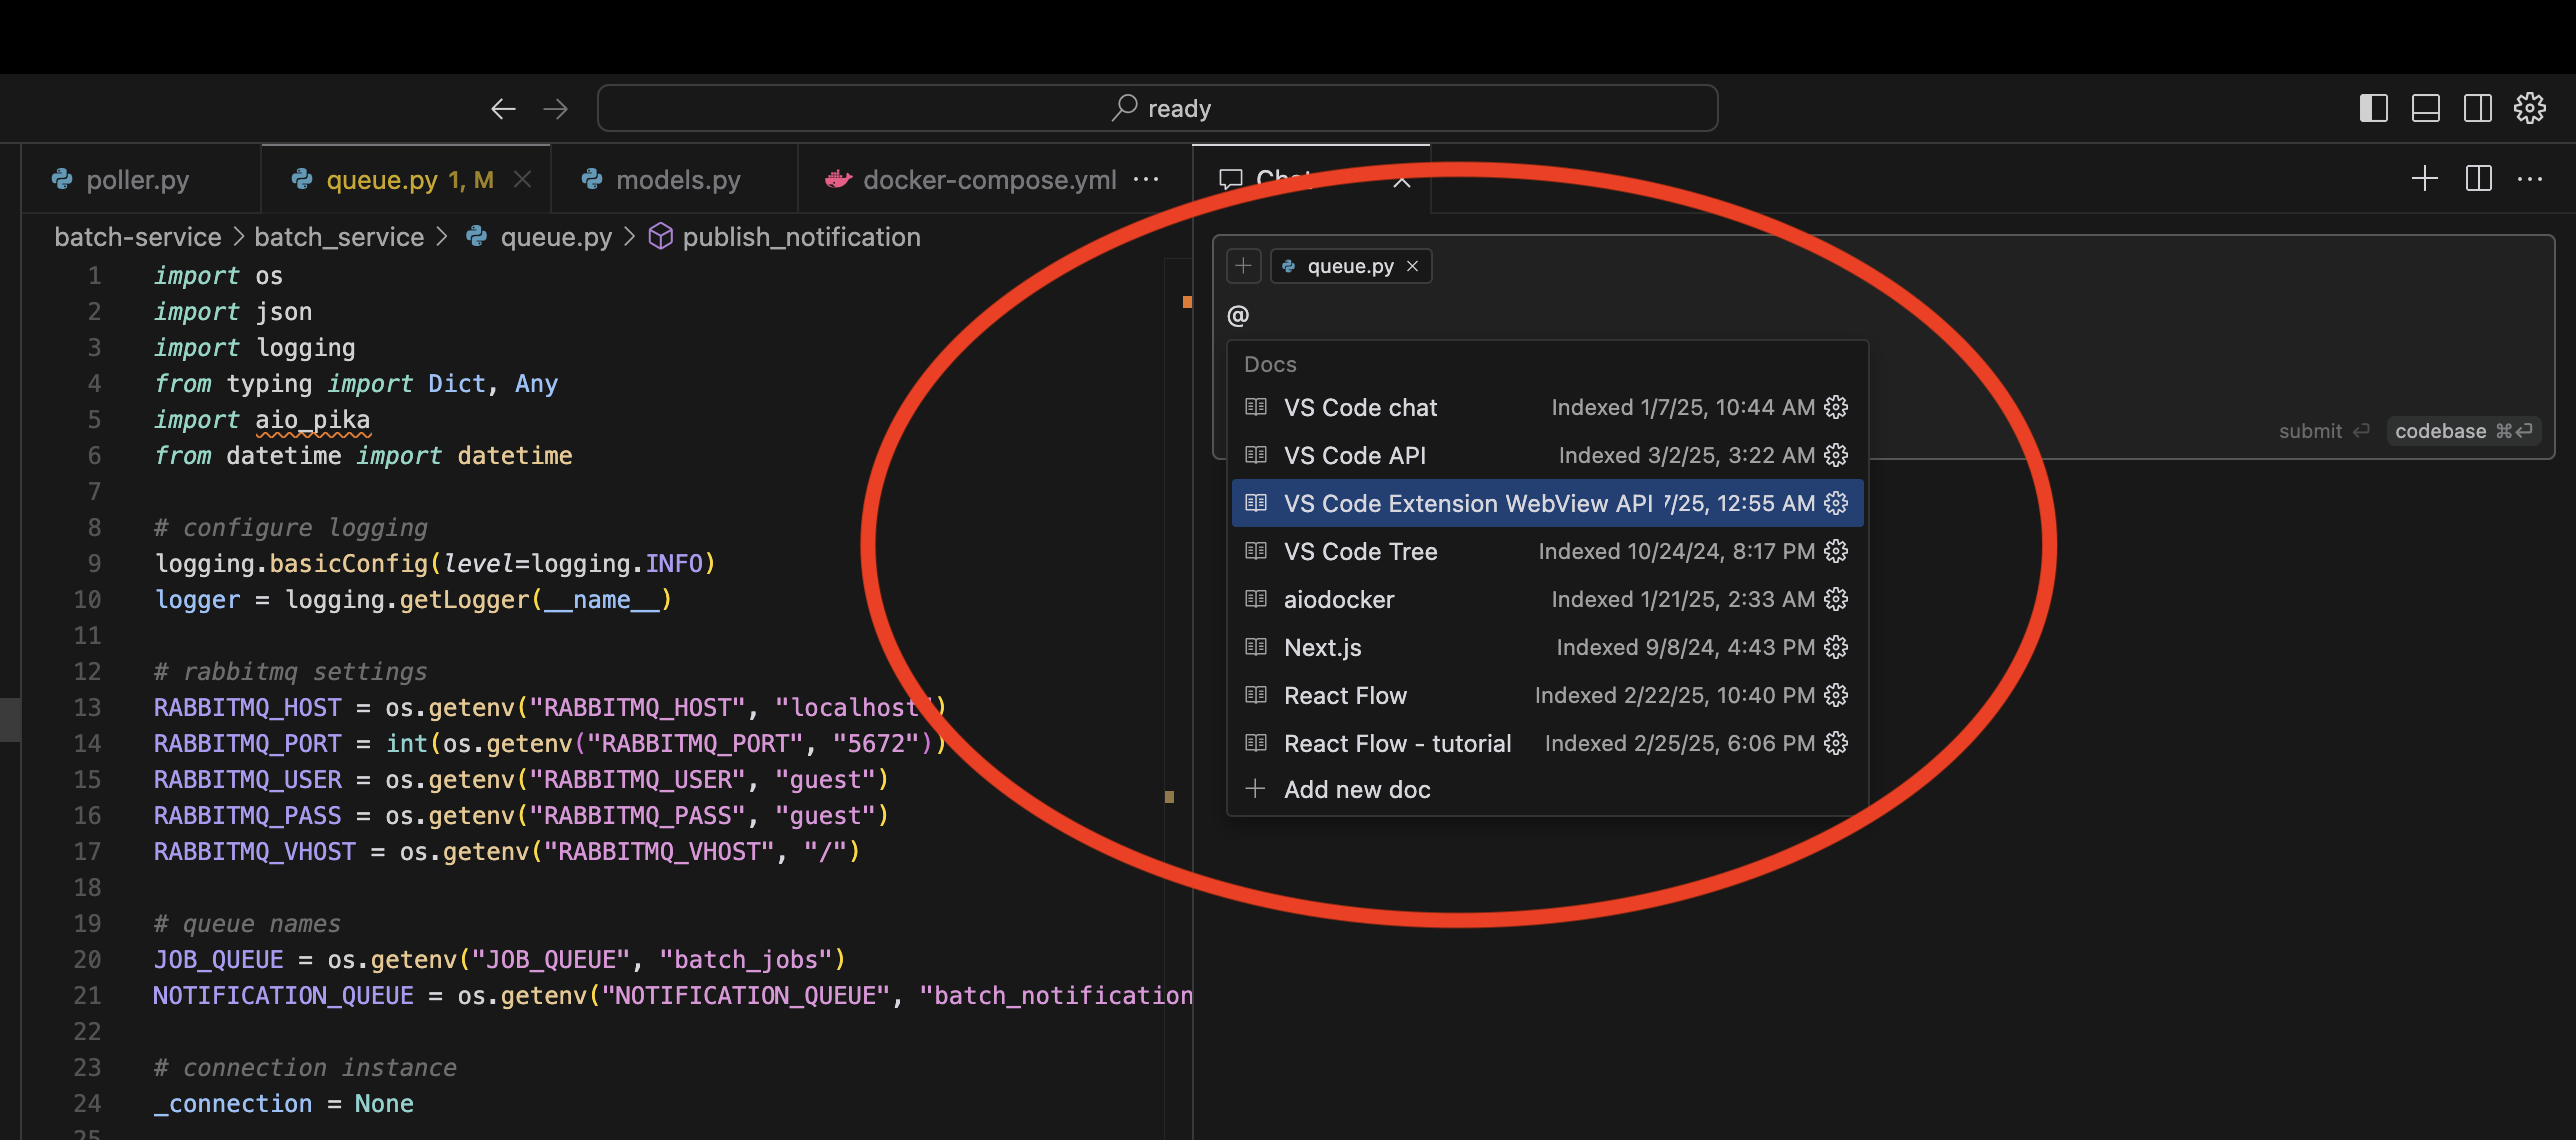 ready
poller.py
queue.py 1, M
models.py
docker-compose.yml
batch-service > batch_service > queue.py > publish_notification
1 import os
2 import json
3 import logging
4 from typing import Dict, Any
5 import aio_pika
6 from datetime import datetime
7
8 # configure logging
9 logging.basicConfig(level=logging.INFO)
10 logger = logging.getLogger(__name__)
11
12 # rabbitmq settings
13 RABBITMQ_HOST = os.getenv("RABBITMQ_HOST", "localhost")
14 RABBITMQ_PORT = int(os.getenv("RABBITMQ_PORT", "5672"))
15 RABBITMQ_USER = os.getenv("RABBITMQ_USER", "guest")
16 RABBITMQ_PASS = os.getenv("RABBITMQ_PASS", "guest")
17 RABBITMQ_VHOST = os.getenv("RABBITMQ_VHOST", "/")
18
19 # queue names
20 JOB_QUEUE = os.getenv("JOB_QUEUE", "batch_jobs")
21 NOTIFICATION_QUEUE = os.getenv("NOTIFICATION_QUEUE", "batch_notification
22
23 # connection instance
24 _connection = None
25
Chat
queue.py
@
Docs
VS Code chat Indexed 1/7/25, 10:44 AM
VS Code API Indexed 3/2/25, 3:22 AM
VS Code Extension WebView API 7/25, 12:55 AM
VS Code Tree Indexed 10/24/24, 8:17 PM
aiodocker Indexed 1/21/25, 2:33 AM
Next.js Indexed 9/8/24, 4:43 PM
React Flow Indexed 2/22/25, 10:40 PM
React Flow - tutorial Indexed 2/25/25, 6:06 PM
+ Add new doc
submit ⏎ codebase ⌘⏎